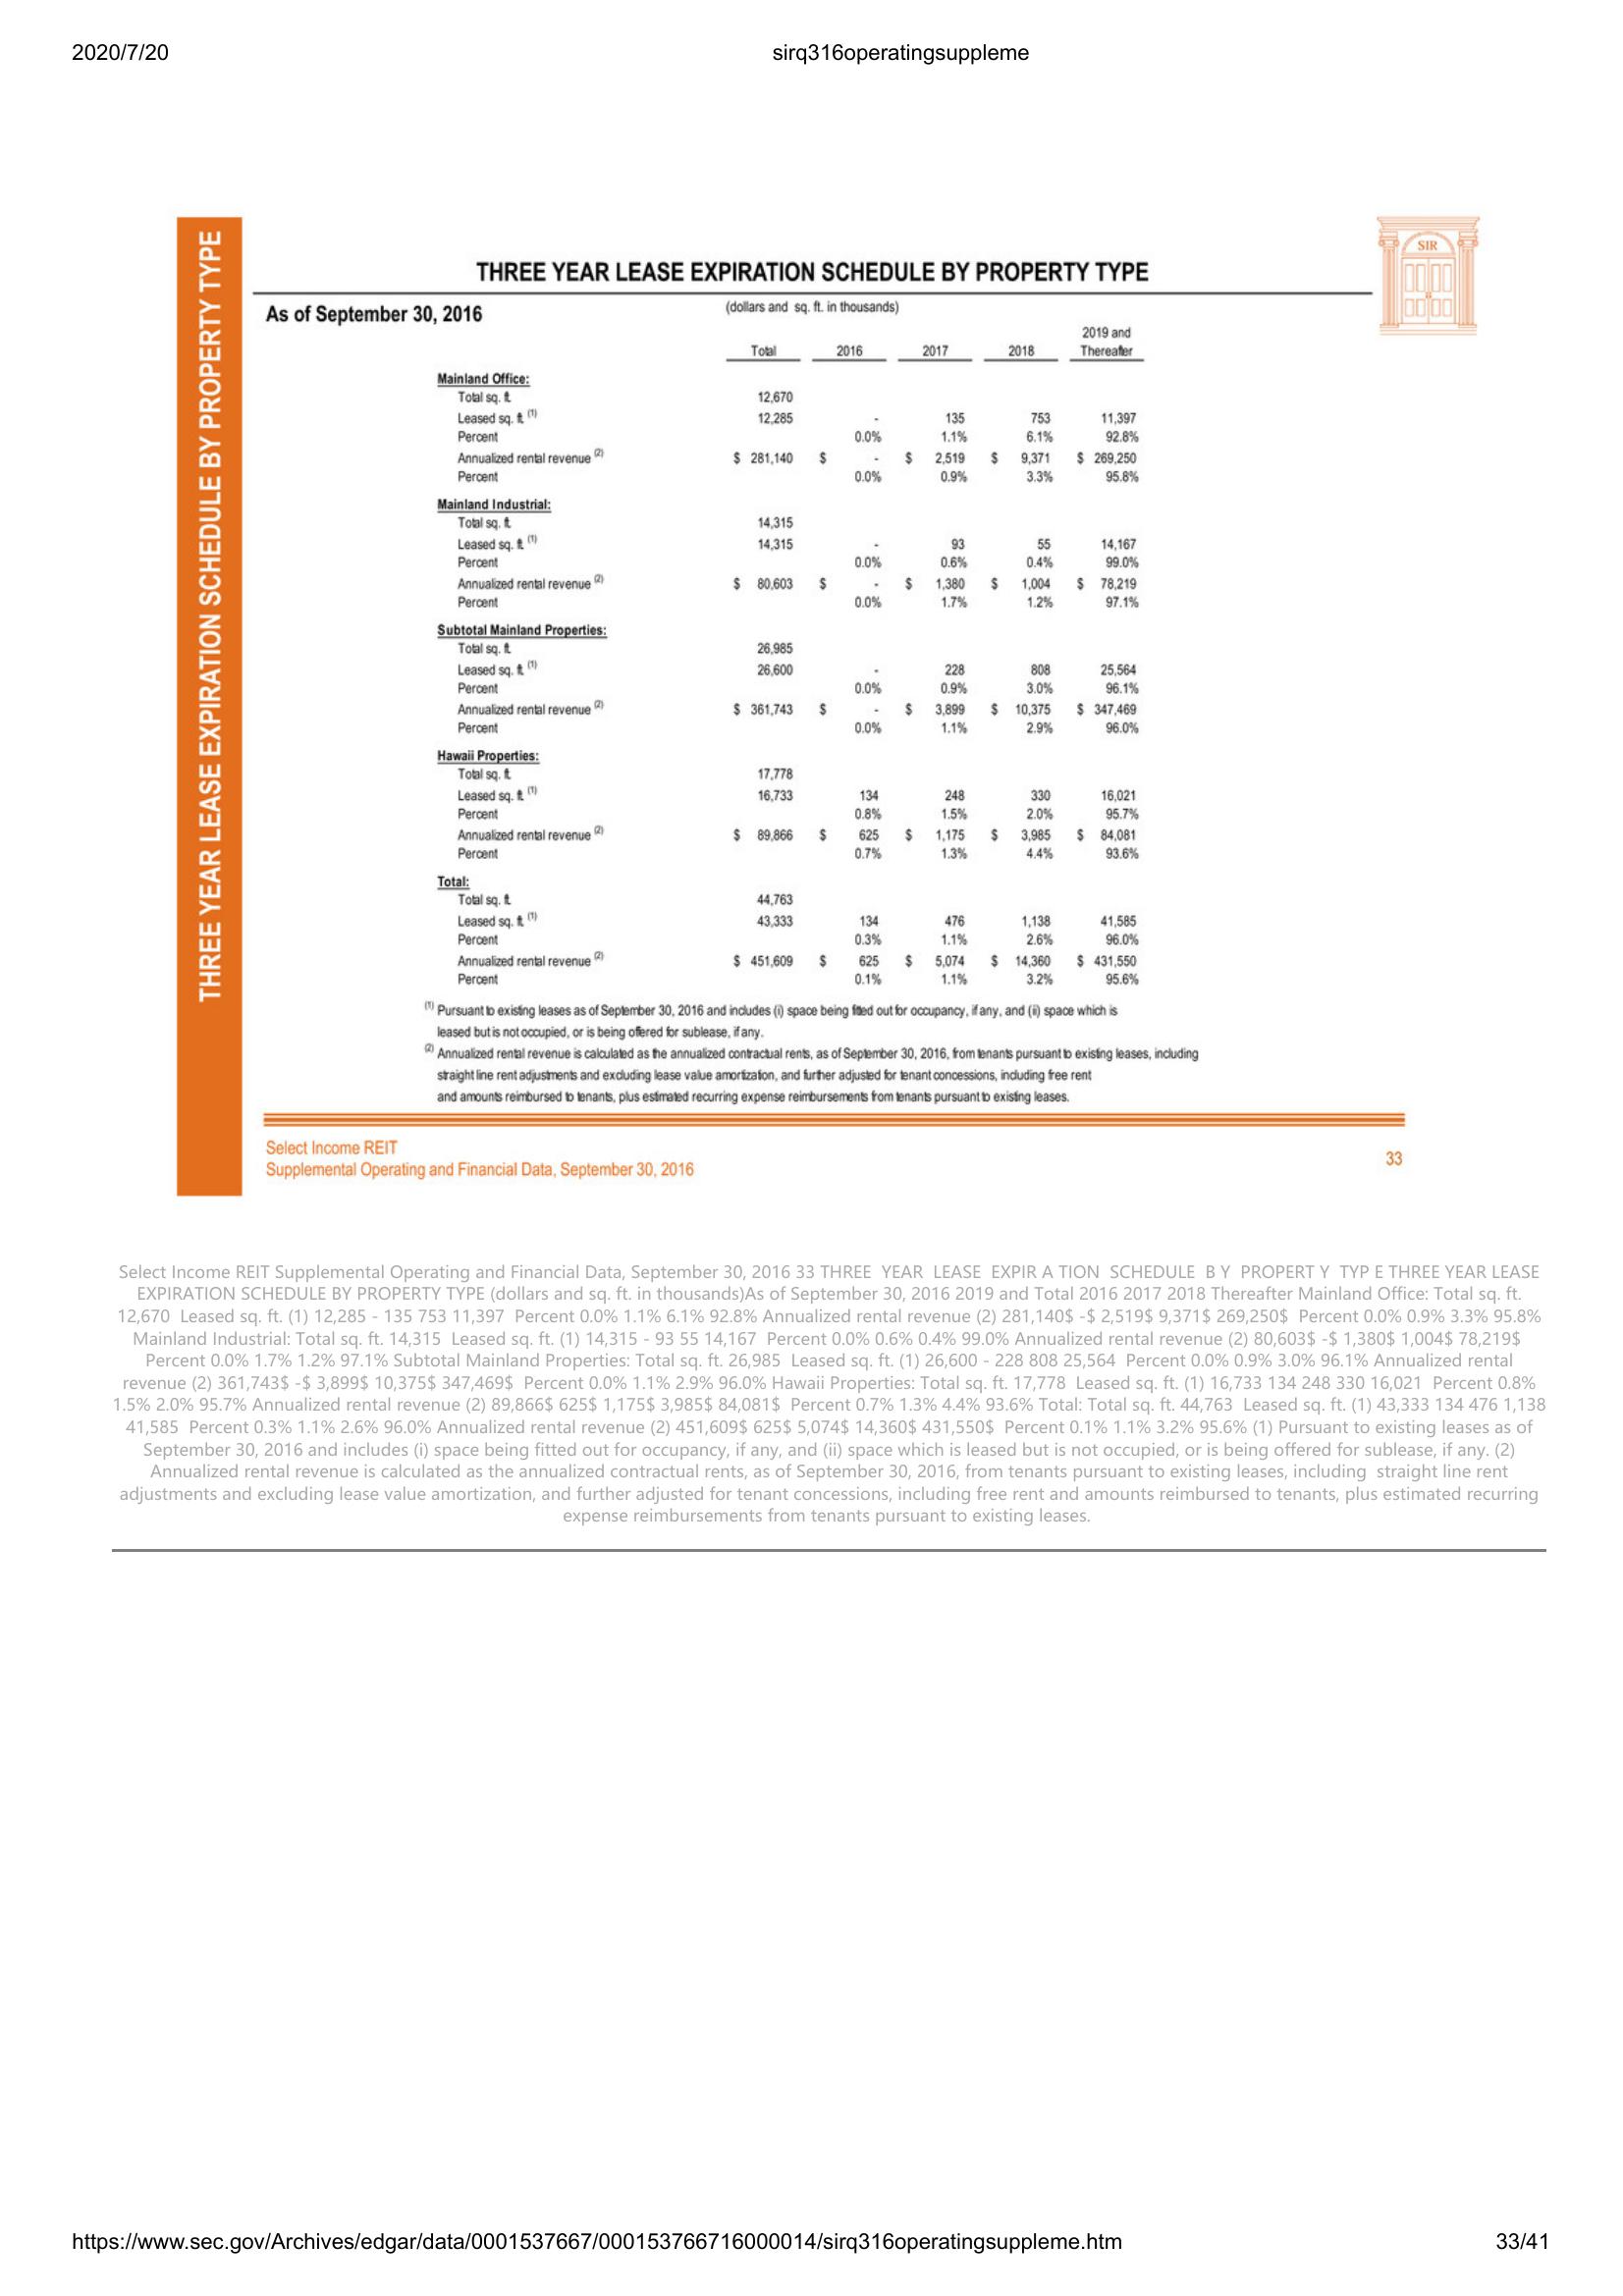 2020/7/20
sirq316operatingsuppleme
THREE YEAR LEASE EXPIRATION SCHEDULE BY PROPERTY TYPE
SIR
THREE YEAR LEASE EXPIRATION SCHEDULE BY PROPERTY TYPE
As of September 30, 2016
(dollars and sq. ft. in thousands)
2019 and
Total 2016 2017 2018 Thereafter
Mainland Office:
Total sq. ft. 12,670
Leased sq. ft. (1) 12,285 - 135 753 11,397
Percent 0.0% 1.1% 6.1% 92.8%
Annualized rental revenue (2) $ 281,140 $ - $ 2,519 $ 9,371 $ 269,250
Percent 0.0% 0.9% 3.3% 95.8%
Mainland Industrial:
Total sq. ft. 14,315
Leased sq. ft. (1) 14,315 - 93 55 14,167
Percent 0.0% 0.6% 0.4% 99.0%
Annualized rental revenue (2) $ 80,603 $ - $ 1,380 $ 1,004 $ 78,219
Percent 0.0% 1.7% 1.2% 97.1%
Subtotal Mainland Properties:
Total sq. ft. 26,985
Leased sq. ft. (1) 26,600 - 228 808 25,564
Percent 0.0% 0.9% 3.0% 96.1%
Annualized rental revenue (2) $ 361,743 $ - $ 3,899 $ 10,375 $ 347,469
Percent 0.0% 1.1% 2.9% 96.0%
Hawaii Properties:
Total sq. ft. 17,778
Leased sq. ft. (1) 16,733 134 248 330 16,021
Percent 0.8% 1.5% 2.0% 95.7%
Annualized rental revenue (2) $ 89,866 $ 625 $ 1,175 $ 3,985 $ 84,081
Percent 0.7% 1.3% 4.4% 93.6%
Total:
Total sq. ft. 44,763
Leased sq. ft. (1) 43,333 134 476 1,138 41,585
Percent 0.3% 1.1% 2.6% 96.0%
Annualized rental revenue (2) $ 451,609 $ 625 $ 5,074 $ 14,360 $ 431,550
Percent 0.1% 1.1% 3.2% 95.6%
(1) Pursuant to existing leases as of September 30, 2016 and includes (i) space being fitted out for occupancy, if any, and (ii) space which is
leased but is not occupied, or is being offered for sublease, if any.
(2) Annualized rental revenue is calculated as the annualized contractual rents, as of September 30, 2016, from tenants pursuant to existing leases, including
straight line rent adjustments and excluding lease value amortization, and further adjusted for tenant concessions, including free rent
and amounts reimbursed to tenants, plus estimated recurring expense reimbursements from tenants pursuant to existing leases.
Select Income REIT
Supplemental Operating and Financial Data, September 30, 2016
33
Select Income REIT Supplemental Operating and Financial Data, September 30, 2016 33 THREE YEAR LEASE EXPIR A TION SCHEDULE B Y PROPERT Y TYP E THREE YEAR LEASE
EXPIRATION SCHEDULE BY PROPERTY TYPE (dollars and sq. ft. in thousands)As of September 30, 2016 2019 and Total 2016 2017 2018 Thereafter Mainland Office: Total sq. ft.
12,670 Leased sq. ft. (1) 12,285 - 135 753 11,397 Percent 0.0% 1.1% 6.1% 92.8% Annualized rental revenue (2) 281,140$ -$ 2,519$ 9,371$ 269,250$ Percent 0.0% 0.9% 3.3% 95.8%
Mainland Industrial: Total sq. ft. 14,315 Leased sq. ft. (1) 14,315 - 93 55 14,167 Percent 0.0% 0.6% 0.4% 99.0% Annualized rental revenue (2) 80,603$ -$ 1,380$ 1,004$ 78,219$
Percent 0.0% 1.7% 1.2% 97.1% Subtotal Mainland Properties: Total sq. ft. 26,985 Leased sq. ft. (1) 26,600 - 228 808 25,564 Percent 0.0% 0.9% 3.0% 96.1% Annualized rental
revenue (2) 361,743$ -$ 3,899$ 10,375$ 347,469$ Percent 0.0% 1.1% 2.9% 96.0% Hawaii Properties: Total sq. ft. 17,778 Leased sq. ft. (1) 16,733 134 248 330 16,021 Percent 0.8%
1.5% 2.0% 95.7% Annualized rental revenue (2) 89,866$ 625$ 1,175$ 3,985$ 84,081$ Percent 0.7% 1.3% 4.4% 93.6% Total: Total sq. ft. 44,763 Leased sq. ft. (1) 43,333 134 476 1,138
41,585 Percent 0.3% 1.1% 2.6% 96.0% Annualized rental revenue (2) 451,609$ 625$ 5,074$ 14,360$ 431,550$ Percent 0.1% 1.1% 3.2% 95.6% (1) Pursuant to existing leases as of
September 30, 2016 and includes (i) space being fitted out for occupancy, if any, and (ii) space which is leased but is not occupied, or is being offered for sublease, if any. (2)
Annualized rental revenue is calculated as the annualized contractual rents, as of September 30, 2016, from tenants pursuant to existing leases, including straight line rent
adjustments and excluding lease value amortization, and further adjusted for tenant concessions, including free rent and amounts reimbursed to tenants, plus estimated recurring
expense reimbursements from tenants pursuant to existing leases.
https://www.sec.gov/Archives/edgar/data/0001537667/000153766716000014/sirq316operatingsuppleme.htm
33/41